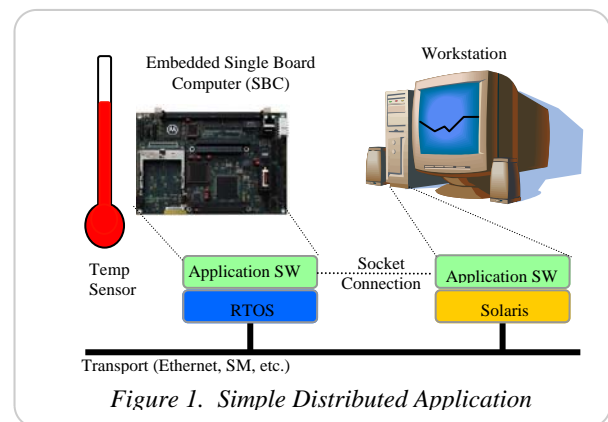 Embedded Single Board
Computer (SBC)
Workstation
Temp
Sensor
Application SW
RTOS
Socket
Connection
Application SW
Solaris
Transport (Ethernet, SM, etc.)
Figure 1. Simple Distributed Application